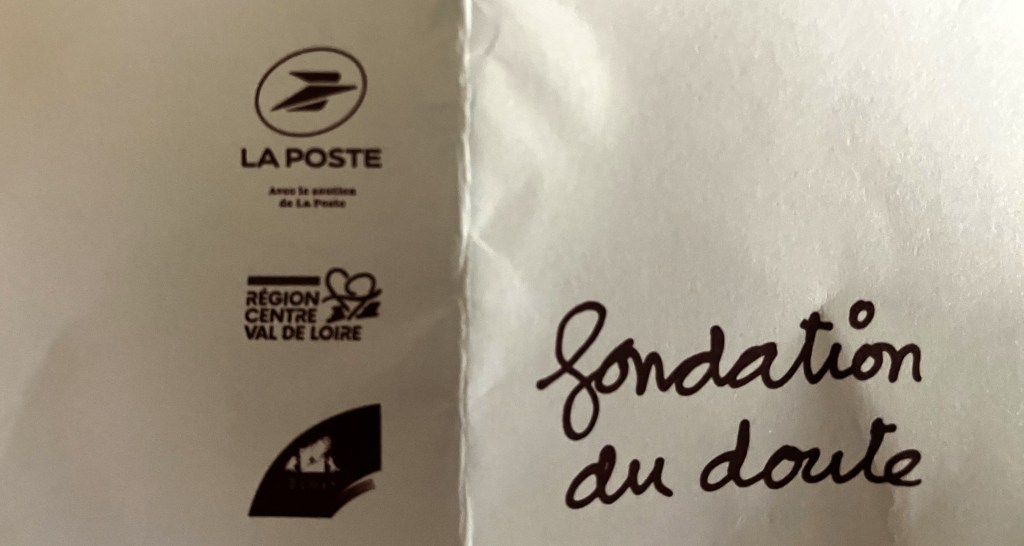 LA POSTE
Avec le soutien
de La Poste
RÉGION
CENTRE
VAL DE LOIRE
fondation
du doute